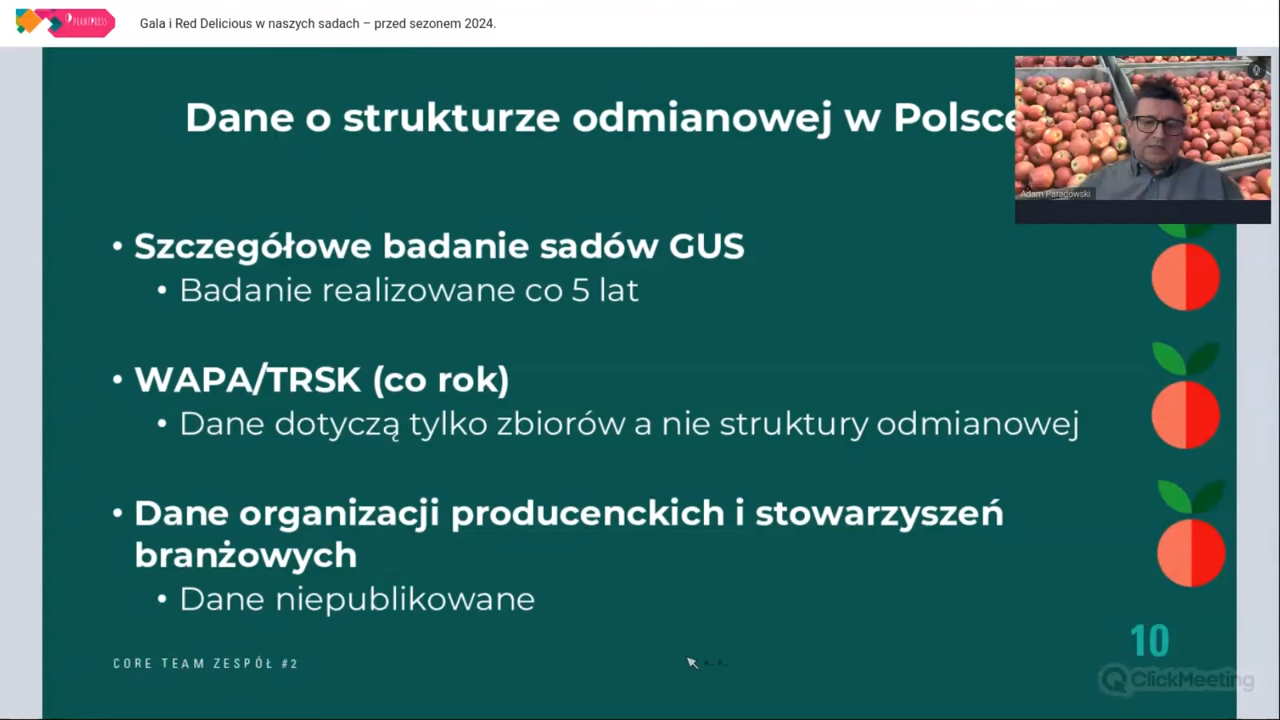 PLANTPRESS
Gala i Red Delicious w naszych sadach – przed sezonem 2024.
Dane o strukturze odmianowej w Polsce
Adam Paradowski
• Szczegółowe badanie sadów GUS
• Badanie realizowane co 5 lat
• WAPA/TRSK (co rok)
• Dane dotyczą tylko zbiorów a nie struktury odmianowej
• Dane organizacji producenckich i stowarzyszeń
branżowych
• Dane niepublikowane
CORE TEAM ZESPÓŁ #2
10
ClickMeeting